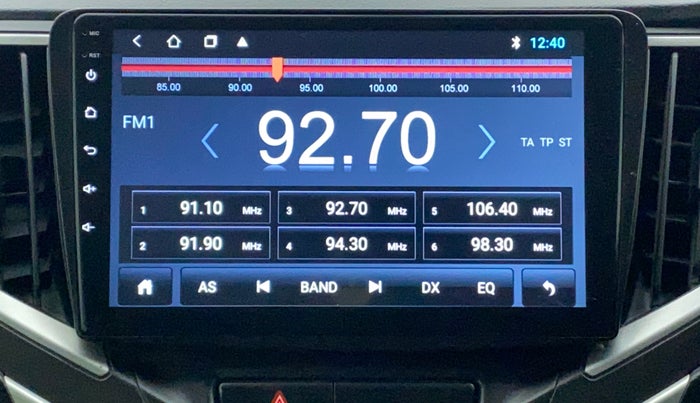 MIC
RST
12:40
85.00 90.00 95.00 100.00 105.00 110.00
FM1
92.70
TA TP ST
1 91.10 MHz
3 92.70 MHz
5 106.40 MHz
2 91.90 MHz
4 94.30 MHz
6 98.30 MHz
AS BAND DX EQ